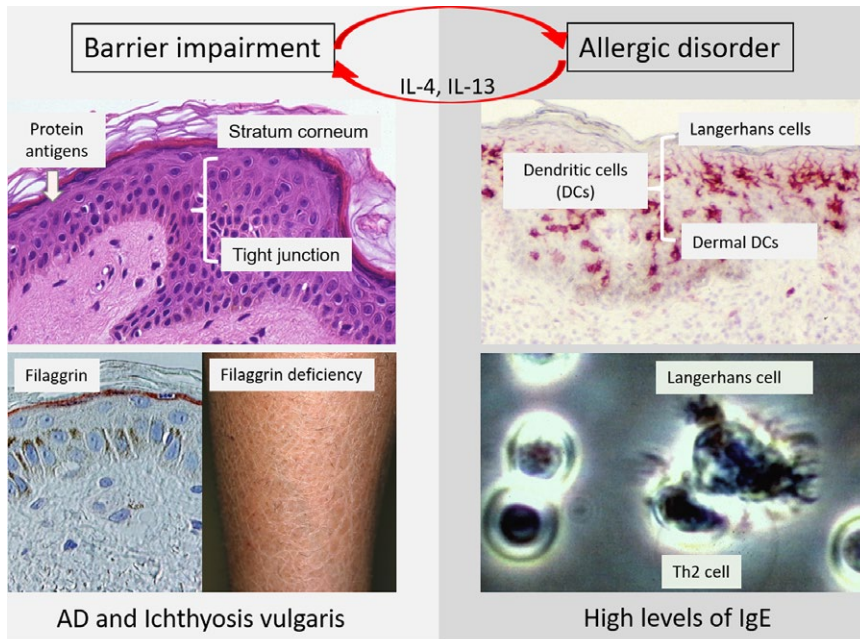 Barrier impairment
Allergic disorder
IL-4, IL-13
Protein
antigens
Stratum corneum
Tight junction
Langerhans cells
Dendritic cells
(DCs)
Dermal DCs
Filaggrin
Filaggrin deficiency
Langerhans cell
Th2 cell
AD and Ichthyosis vulgaris
High levels of IgE